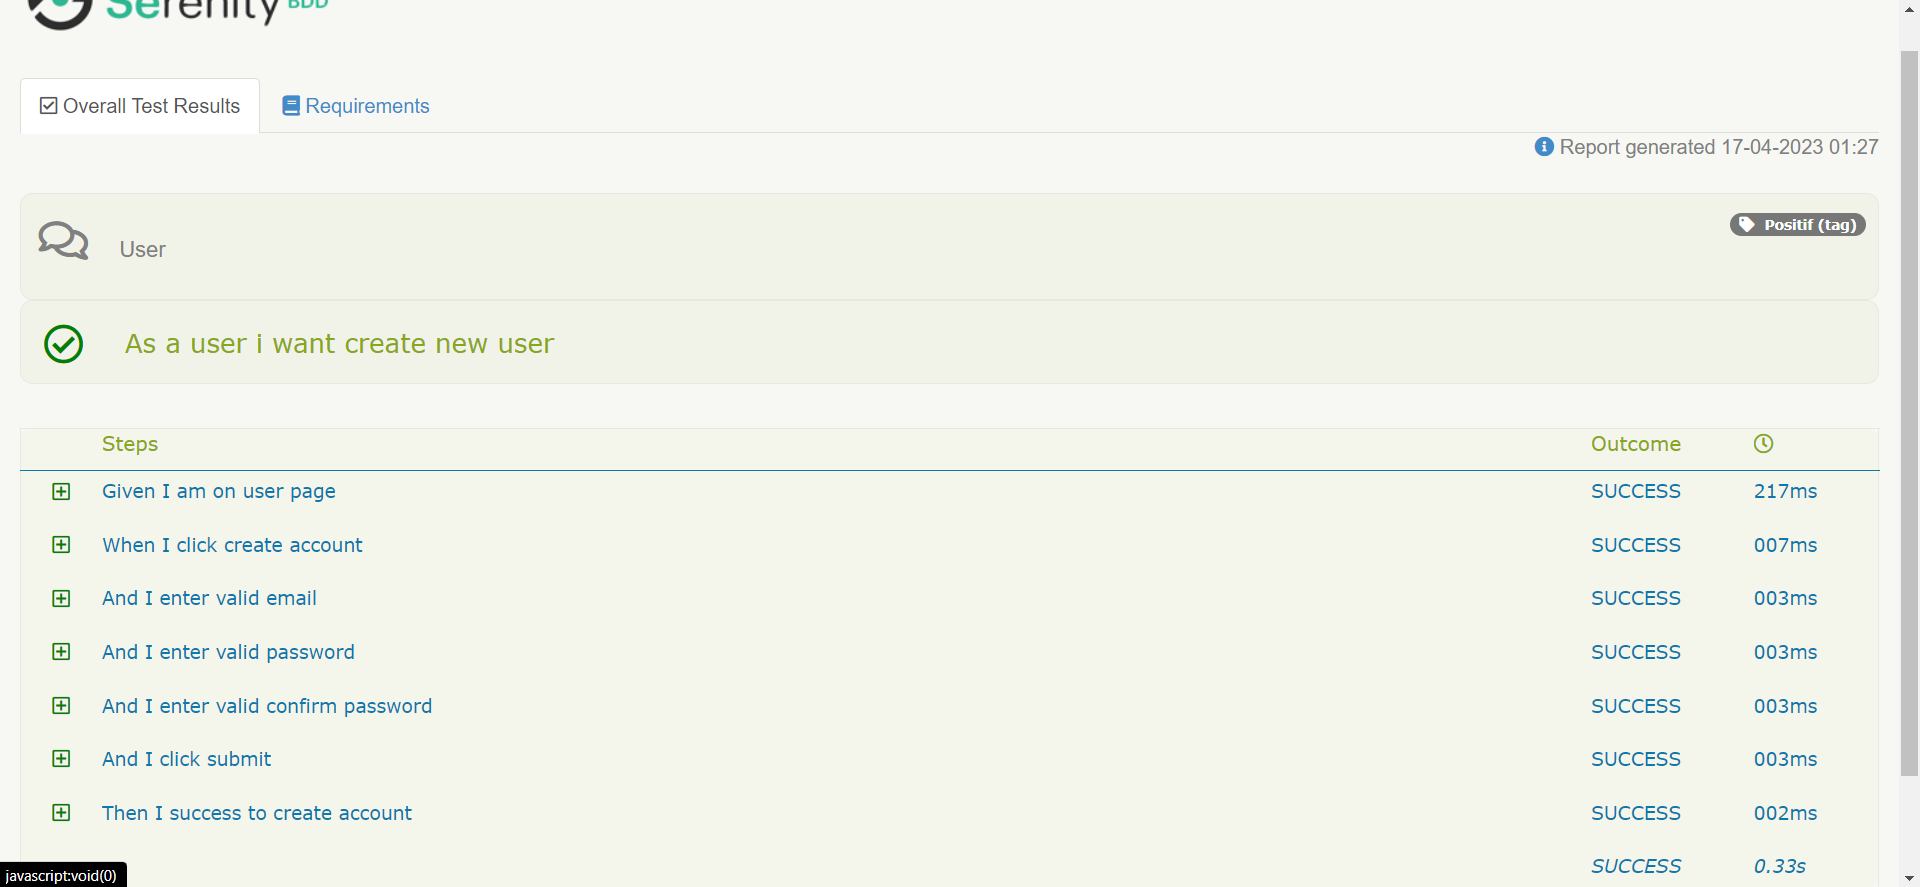 Serenity BDD
Overall Test Results
Requirements
Report generated 17-04-2023 01:27
User
Positif (tag)
As a user i want create new user
Steps Outcome
Given I am on user page SUCCESS 217ms
When I click create account SUCCESS 007ms
And I enter valid email SUCCESS 003ms
And I enter valid password SUCCESS 003ms
And I enter valid confirm password SUCCESS 003ms
And I click submit SUCCESS 003ms
Then I success to create account SUCCESS 002ms
SUCCESS 0.33s
javascript:void(0)